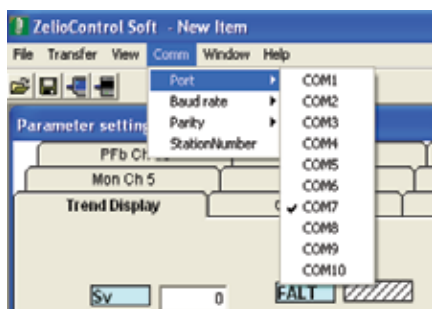 ZelioControl Soft - New Item
File Transfer View Comm Window Help
Port
Baud rate
Parity
StationNumber
COM1
COM2
COM3
COM4
COM5
COM6
COM7
COM8
COM9
COM10
Parameter setting
PFb Ch
Mon Ch 5
Trend Display
Sv 0 FALT